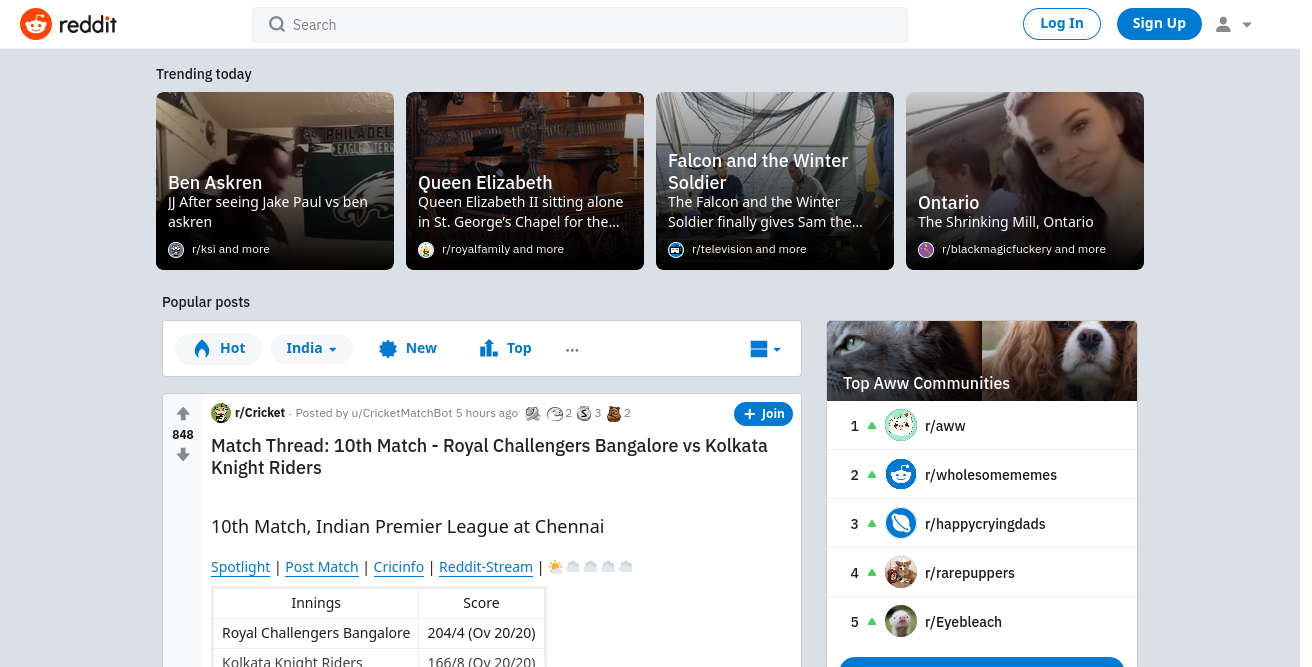 reddit
Search
Log In
Sign Up
Trending today
PHILADEL
EAGLE TERR
Ben Askren
JJ After seeing Jake Paul vs ben
askren
r/ksi and more
Queen Elizabeth
Queen Elizabeth II sitting alone
in St. George's Chapel for the...
r/royalfamily and more
Falcon and the Winter
Soldier
The Falcon and the Winter
Soldier finally gives Sam the...
r/television and more
Ontario
The Shrinking Mill, Ontario
r/blackmagicfuckery and more
Popular posts
Hot
India
New
Top
...
848
r/Cricket · Posted by u/CricketMatchBot 5 hours ago 2 3 2
+ Join
Match Thread: 10th Match - Royal Challengers Bangalore vs Kolkata
Knight Riders
10th Match, Indian Premier League at Chennai
Spotlight | Post Match | Cricinfo | Reddit-Stream |
Innings Score
Royal Challengers Bangalore 204/4 (Ov 20/20)
Kolkata Knight Riders 166/8 (Ov 20/20)
Top Aww Communities
1 r/aww
2 r/wholesomememes
3 r/happycryingdads
4 r/rarepuppers
5 r/Eyebleach